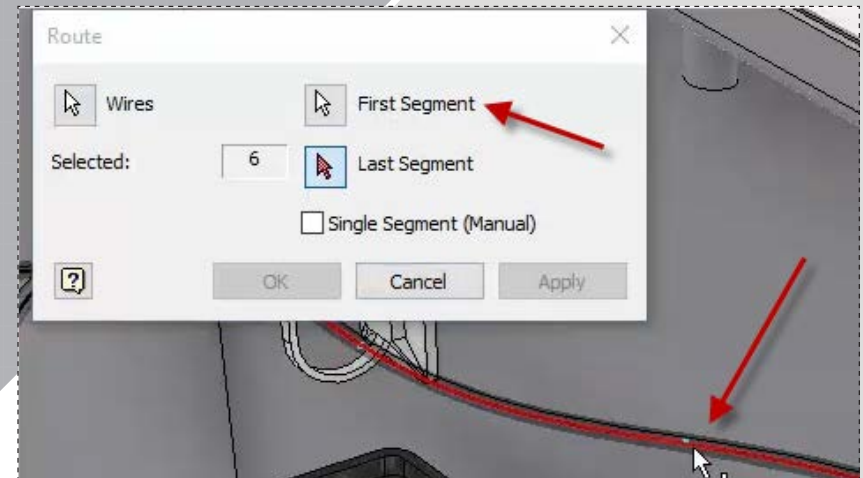 Route
Wires
First Segment
Selected:
6
Last Segment
Single Segment (Manual)
OK
Cancel
Apply